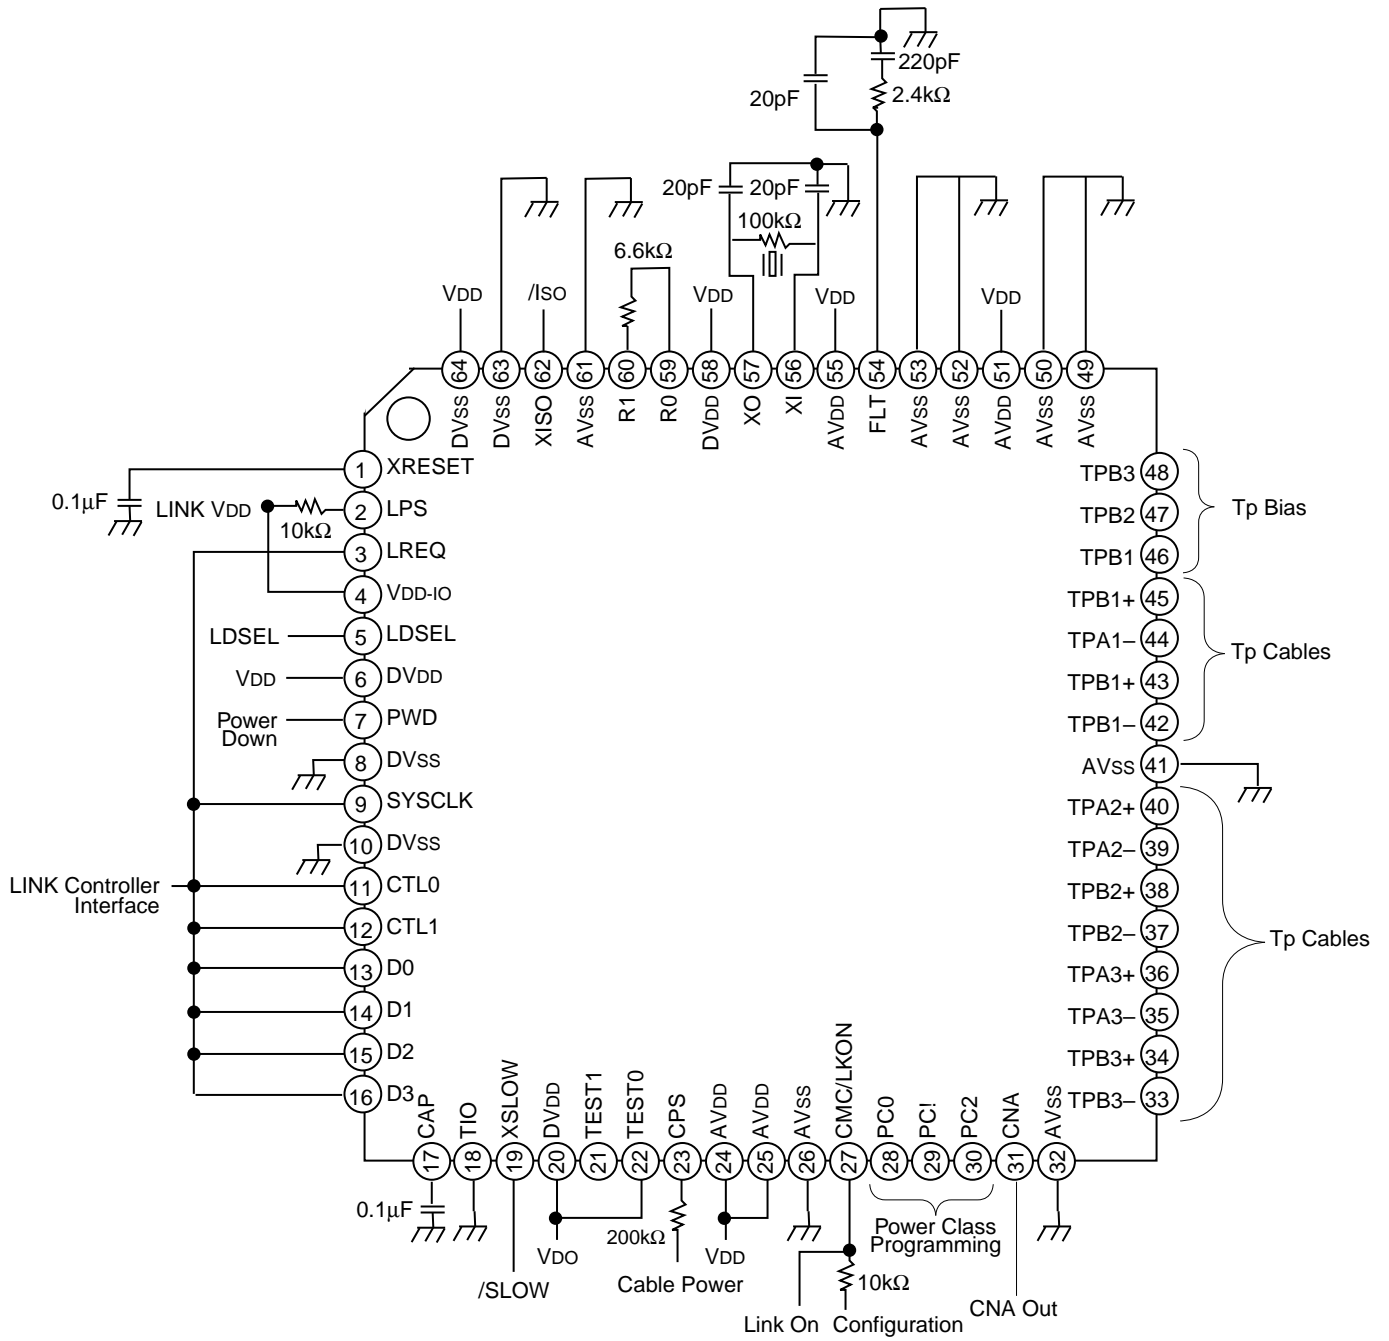 220pF
20pF
2.4kΩ
20pF 20pF
100kΩ
6.6kΩ
VDD /ISO VDD VDD VDD
64 63 62 61 60 59 58 57 56 55 54 53 52 51 50 49
DVSS DVSS XISO AVSS R1 R0 DVDD XO XI AVDD FLT AVSS AVSS AVDD AVSS AVSS
1 XRESET
0.1µF
LINK VDD
10kΩ
2 LPS
3 LREQ
4 VDD-IO
LDSEL 5 LDSEL
VDD 6 DVDD
Power
Down
7 PWD
8 DVSS
9 SYSCLK
10 DVSS
LINK Controller
Interface
11 CTL0
12 CTL1
13 D0
14 D1
15 D2
16 D3
TPB3 48
TPB2 47
Tp Bias
TPB1 46
TPB1+ 45
TPA1– 44
Tp Cables
TPB1+ 43
TPB1– 42
AVSS 41
TPA2+ 40
TPA2– 39
TPB2+ 38
TPB2– 37
Tp Cables
TPA3+ 36
TPA3– 35
TPB3+ 34
TPB3– 33
CAP TIO XSLOW DVDD TEST1 TEST0 CPS AVDD AVDD AVSS CMC/LKON PC0 PC! PC2 CNA AVSS
17 18 19 20 21 22 23 24 25 26 27 28 29 30 31 32
0.1µF
/SLOW
VDO
200kΩ
Cable Power
VDD
Power Class
Programming
10kΩ
Link On Configuration
CNA Out